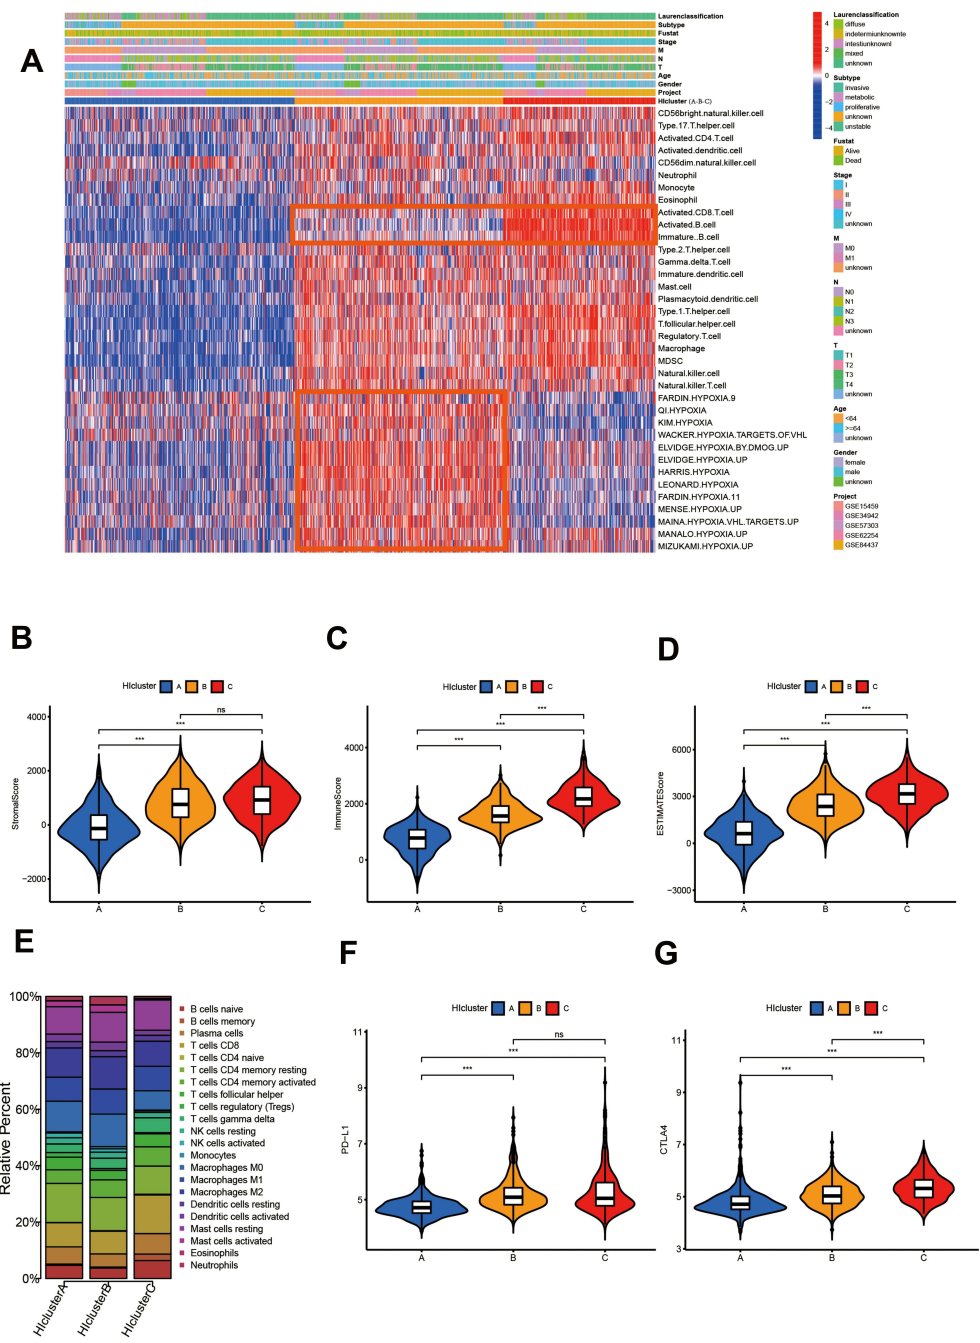 A
Laurenclassification
Subtype
Fustat
Stage
M
N
T
Age
Gender
Project
HIcluster (A-B-C)
CD56bright.natural.killer.cell
Type.17.T.helper.cell
Activated.CD4.T.cell
Activated.dendritic.cell
CD56dim.natural.killer.cell
Neutrophil
Monocyte
Eosinophil
Activated.CD8.T.cell
Activated.B.cell
Immature..B.cell
Type.2.T.helper.cell
Gamma.delta.T.cell
Immature.dendritic.cell
Mast.cell
Plasmacytoid.dendritic.cell
Type.1.T.helper.cell
T.follicular.helper.cell
Regulatory.T.cell
Macrophage
MDSC
Natural.killer.cell
Natural.killer.T.cell
FARDIN.HYPOXIA.9
QI.HYPOXIA
KIM.HYPOXIA
WACKER.HYPOXIA.TARGETS.OF.VHL
ELVIDGE.HYPOXIA.BY.DMOG.UP
ELVIDGE.HYPOXIA.UP
HARRIS.HYPOXIA
LEONARD.HYPOXIA
FARDIN.HYPOXIA.11
MENSE.HYPOXIA.UP
MAINA.HYPOXIA.VHL.TARGETS.UP
MANALO.HYPOXIA.UP
MIZUKAMI.HYPOXIA.UP
4
2
0
−2
−4
Laurenclassification
diffuse
indetermiunknownte
intestiunknownl
mixed
unknown
Subtype
invasive
metabolic
proliferative
unknown
unstable
Fustat
Alive
Dead
Stage
I
II
III
IV
unknown
M
M0
M1
unknown
N
N0
N1
N2
N3
unknown
T
T1
T2
T3
T4
unknown
Age
<64
>=64
unknown
Gender
female
male
unknown
Project
GSE15459
GSE34942
GSE57303
GSE62254
GSE84437
B
HIcluster A B C
ns
***
***
StromalScore
4000
2000
0
−2000
A B C
C
HIcluster A B C
***
***
***
ImmuneScore
4000
2000
0
A B C
D
HIcluster A B C
***
***
***
ESTIMATEScore
6000
3000
0
−3000
A B C
E
Relative Percent
100%
80%
60%
40%
20%
0%
HIclusterA
HIclusterB
HIclusterC
B cells naive
B cells memory
Plasma cells
T cells CD8
T cells CD4 naive
T cells CD4 memory resting
T cells CD4 memory activated
T cells follicular helper
T cells regulatory (Tregs)
T cells gamma delta
NK cells resting
NK cells activated
Monocytes
Macrophages M0
Macrophages M1
Macrophages M2
Dendritic cells resting
Dendritic cells activated
Mast cells resting
Mast cells activated
Eosinophils
Neutrophils
F
HIcluster A B C
ns
***
***
PD−L1
11
9
7
5
A B C
G
HIcluster A B C
***
***
***
CTLA4
11
9
7
5
3
A B C